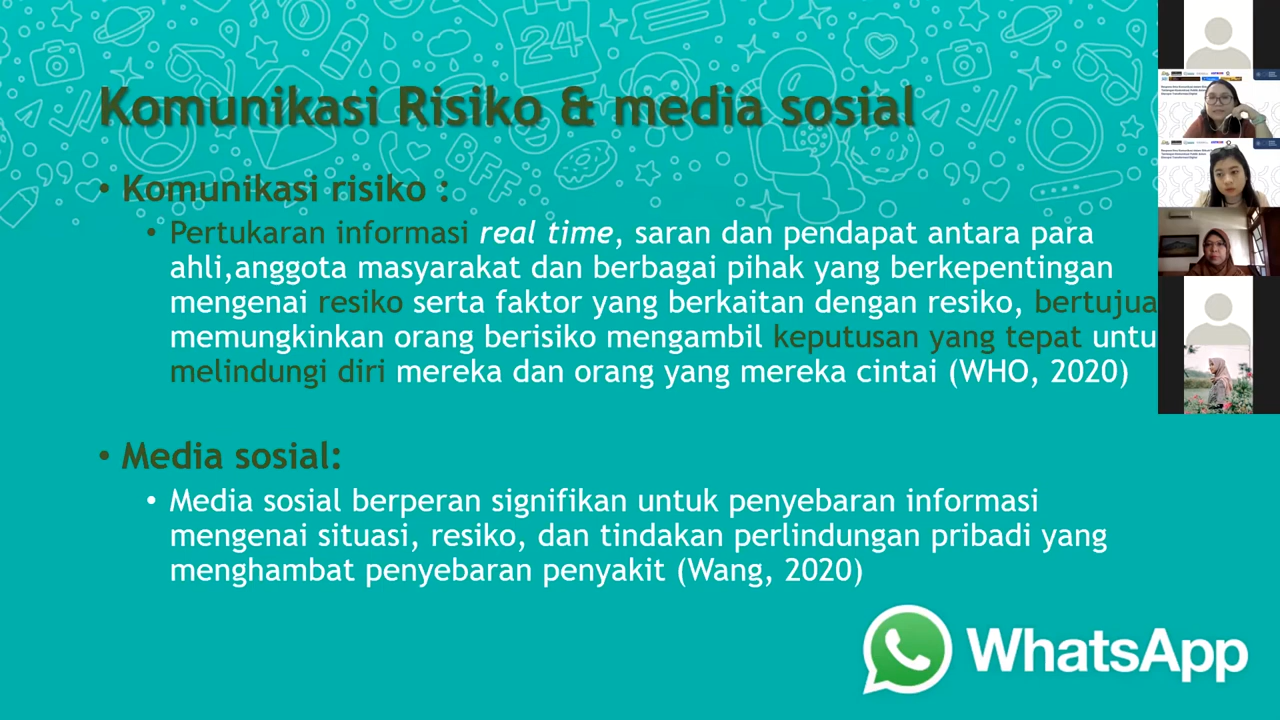 24
Komunikasi Risiko & media sosial
• Komunikasi risiko :
• Pertukaran informasi real time, saran dan pendapat antara para
ahli,anggota masyarakat dan berbagai pihak yang berkepentingan
mengenai resiko serta faktor yang berkaitan dengan resiko, bertujua
memungkinkan orang berisiko mengambil keputusan yang tepat untu
melindungi diri mereka dan orang yang mereka cintai (WHO, 2020)
• Media sosial:
• Media sosial berperan signifikan untuk penyebaran informasi
mengenai situasi, resiko, dan tindakan perlindungan pribadi yang
menghambat penyebaran penyakit (Wang, 2020)
WhatsApp